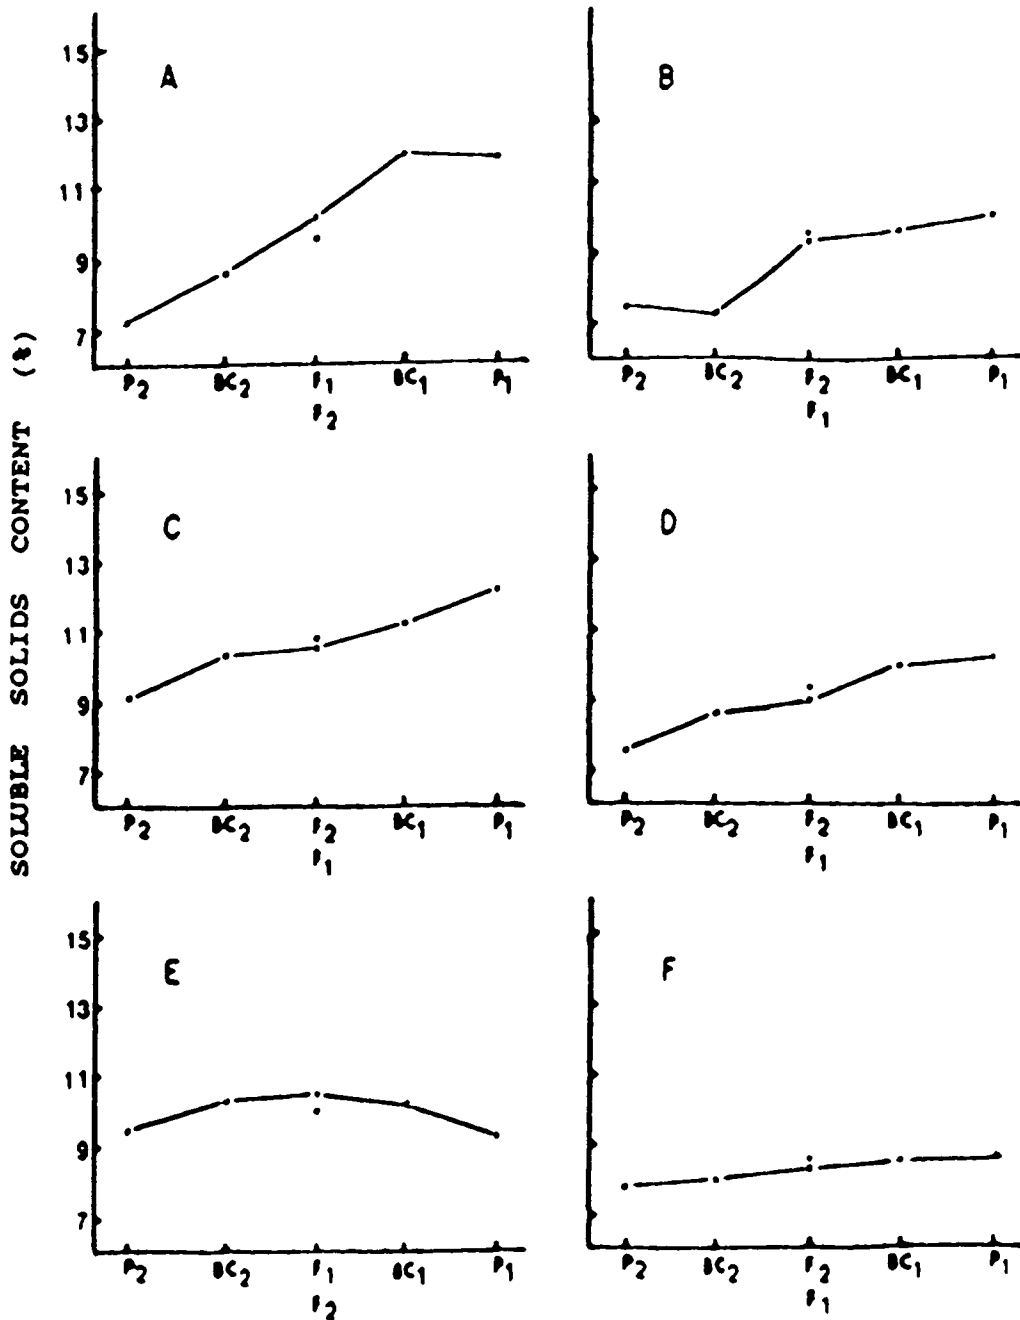 SOLUBLE SOLIDS CONTENT (%)
A
15
13
11
9
7
P2 BC2 F1 BC1 P1
F2
B
P2 BC2 F2 BC1 P1
F1
C
15
13
11
9
7
P2 BC2 F2 BC1 P1
F1
D
P2 BC2 F2 BC1 P1
F1
E
15
13
11
9
7
P2 BC2 F1 BC1 P1
F2
F
P2 BC2 F2 BC1 P1
F1